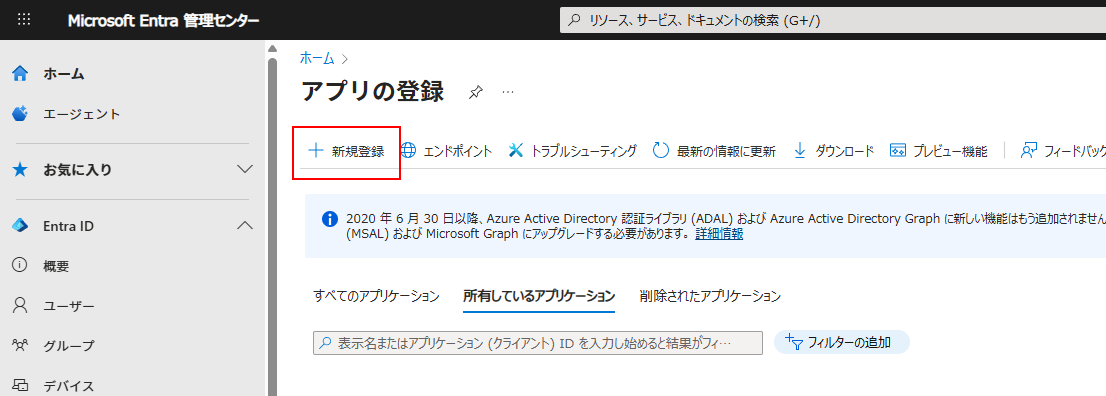 Microsoft Entra 管理センター
リソース、サービス、ドキュメントの検索 (G+/)
ホーム
エージェント
お気に入り
Entra ID
概要
ユーザー
グループ
デバイス
ホーム
アプリの登録
新規登録 エンドポイント トラブルシューティング 最新の情報に更新 ダウンロード プレビュー機能 フィードバック
2020 年 6 月 30 日以降、Azure Active Directory 認証ライブラリ (ADAL) および Azure Active Directory Graph に新しい機能はもう追加されません
(MSAL) および Microsoft Graph にアップグレードする必要があります。 詳細情報
すべてのアプリケーション 所有しているアプリケーション 削除されたアプリケーション
表示名またはアプリケーション (クライアント) ID を入力し始めると結果がフィ…
フィルターの追加